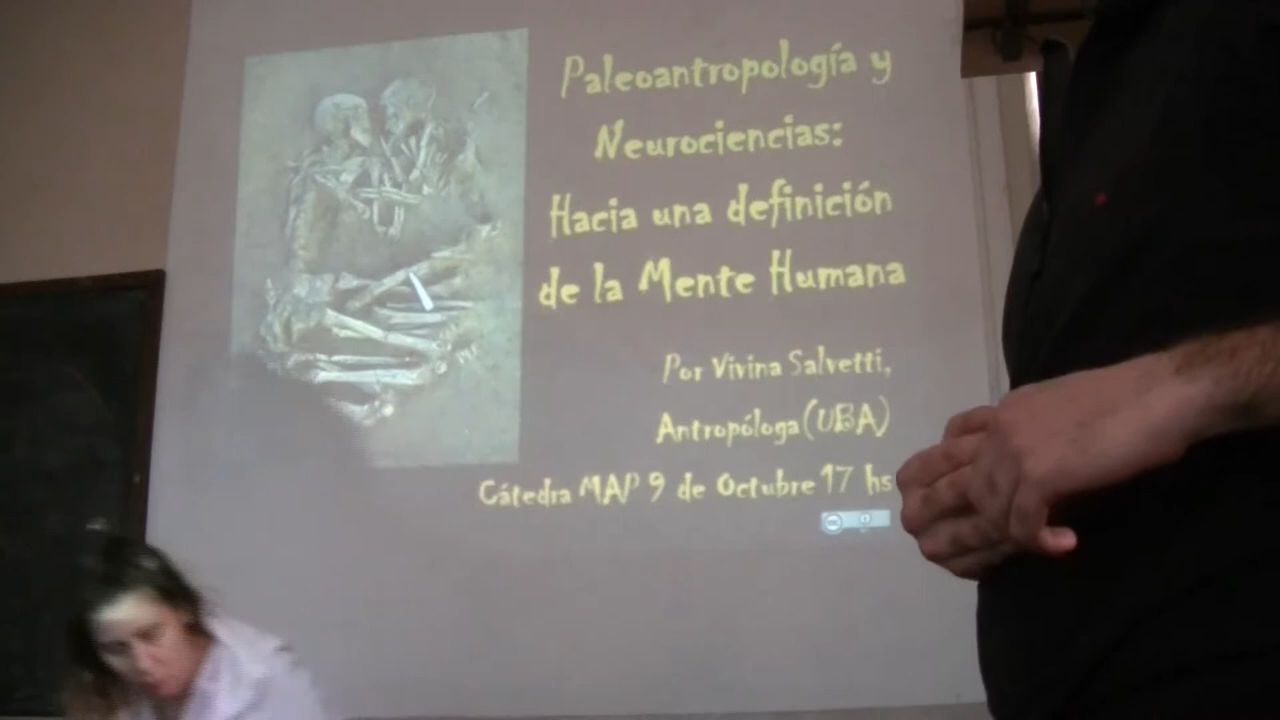 Paleoantropología y
Neurociencias:
Hacia una definición
de la Mente Humana
Por Vivina Salvetti,
Antropóloga(UBA)
Cátedra MAP 9 de Octubre 17 hs